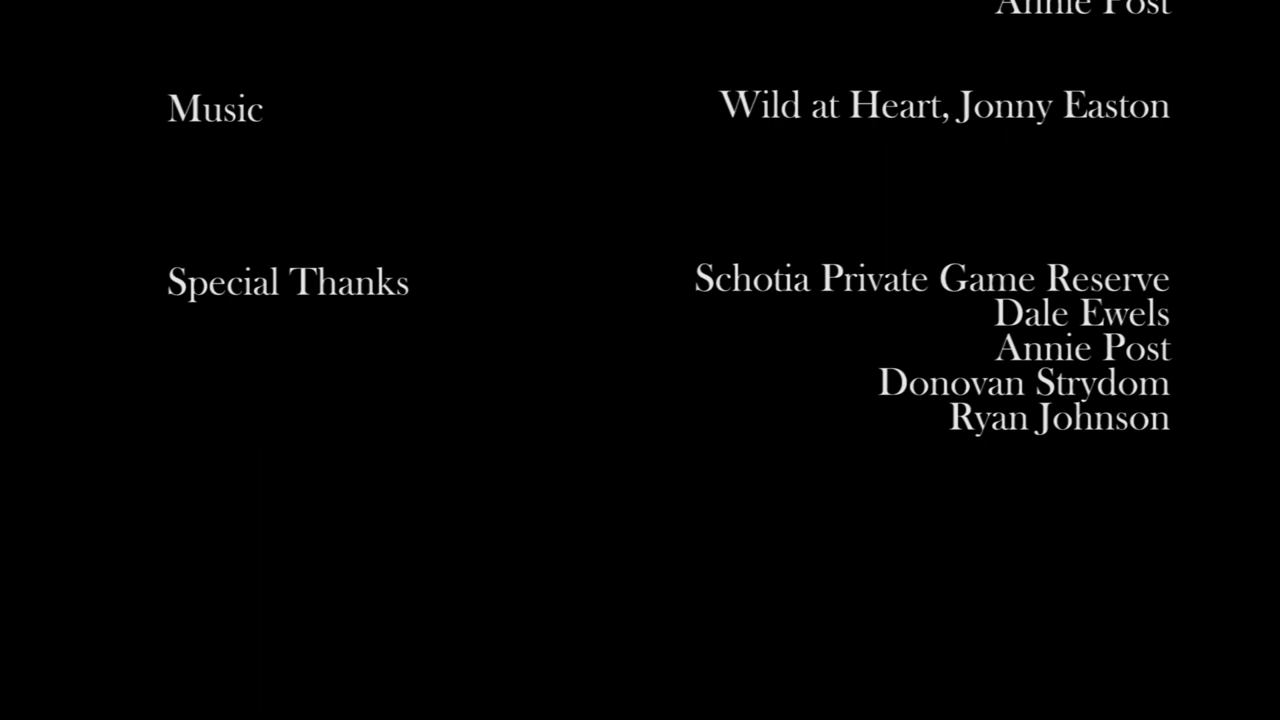 Annie Post
Music
Wild at Heart, Jonny Easton
Special Thanks
Schotia Private Game Reserve
Dale Ewels
Annie Post
Donovan Strydom
Ryan Johnson